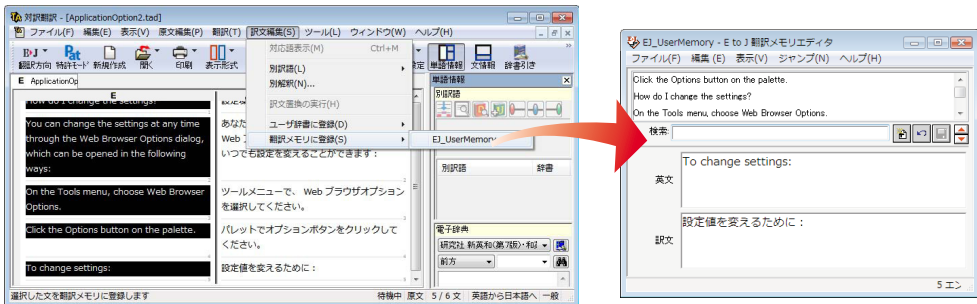 対訳翻訳 - [ApplicationOption2.tad]
ファイル(F) 編集(E) 表示(V) 原文編集(P) 翻訳(T) 訳文編集(S) ツール(L) ウィンドウ(W) ヘルプ(H)
翻訳方向 特許モード 新規作成 開く 印刷 表示形式
単語情報 文情報 辞書引き
対応語表示(M) Ctrl+M
別訳語(L)
別解釈(N)...
訳文置換の実行(H)
ユーザ辞書に登録(D)
翻訳メモリに登録(S)
EJ_UserMemory
E ApplicationOp
E
How do I change the settings?
You can change the settings at any time
through the Web Browser Options dialog,
which can be opened in the following
ways:
On the Tools menu, choose Web Browser
Options.
Click the Options button on the palette.
To change settings:
いつでも設定を変えることができます：
ツールメニューで、 Web ブラウザオプション
を選択してください。
パレットでオプションボタンをクリックして
ください。
設定値を変えるために：
単語情報
別訳語
別訳語 辞書
電子辞典
研究社 新英和(第7版)・和
前方
選択した文を翻訳メモリに登録します
待機中 原文 5 / 6 文 英語から日本語へ 一般
EJ_UserMemory - E to J 翻訳メモリエディタ
ファイル(F) 編集 (E) 表示(V) ジャンプ(N) ヘルプ(H)
Click the Options button on the palette.
How do I change the settings?
On the Tools menu, choose Web Browser Options.
検索:
英文
To change settings:
訳文
設定値を変えるために：
5 エン